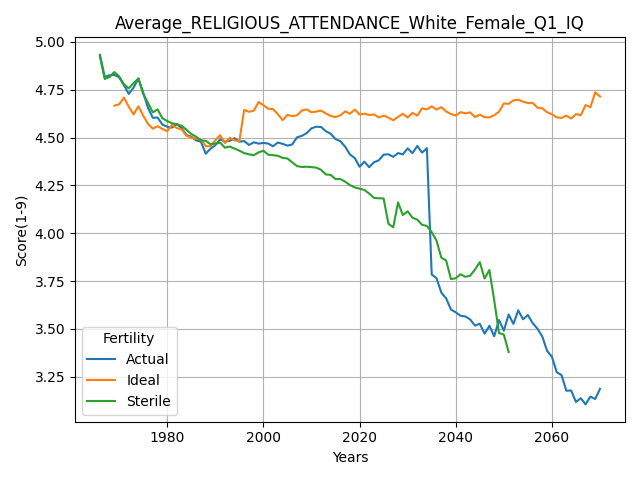 Average_RELIGIOUS_ATTENDANCE_White_Female_Q1_IQ
Score(1-9)
5.00
4.75
4.50
4.25
4.00
3.75
3.50
3.25
Fertility
Actual
Ideal
Sterile
1980 2000 2020 2040 2060
Years